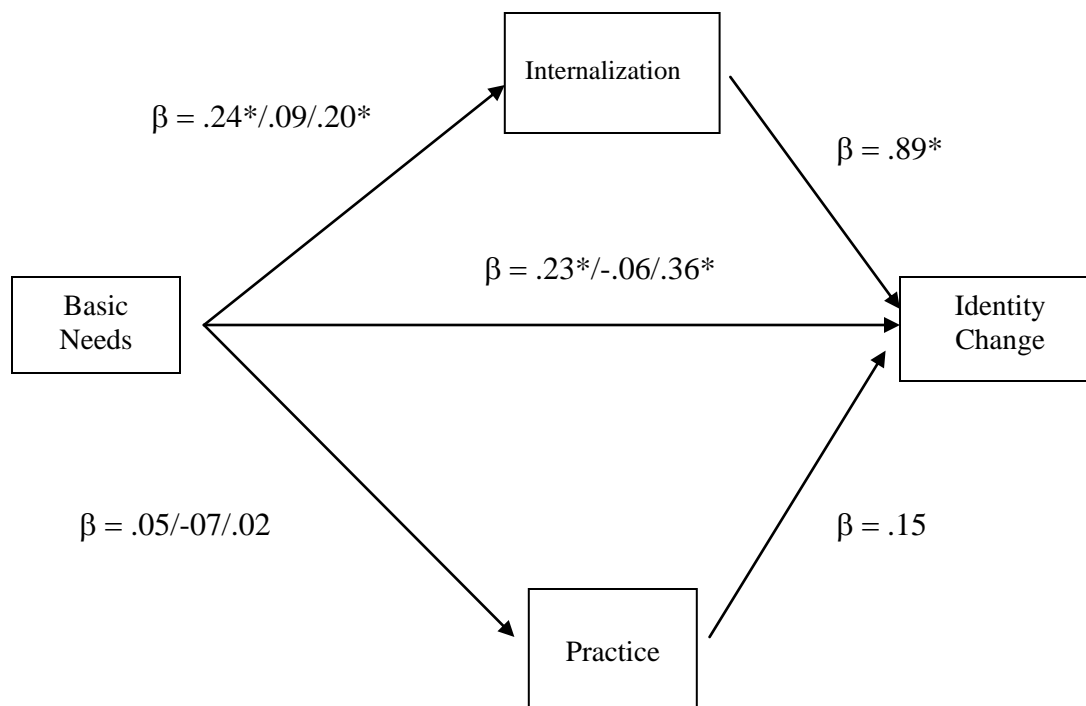 Internalization
β = .24*/.09/.20*
β = .89*
β = .23*/-.06/.36*
Basic
Needs
Identity
Change
β = .05/-07/.02
β = .15
Practice